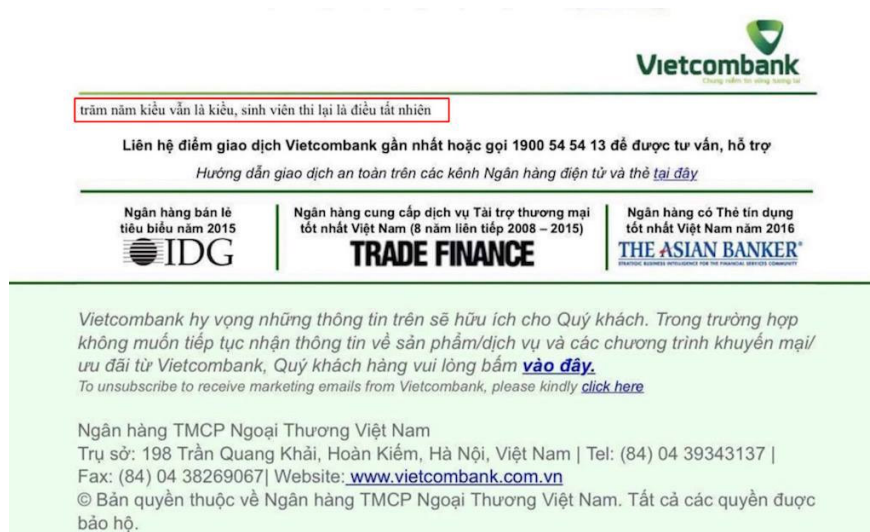 Vietcombank
Chung niềm tin vững tương lai
trăm năm kiều vẫn là kiều, sinh viên thi lại là điều tất nhiên
Liên hệ điểm giao dịch Vietcombank gần nhất hoặc gọi 1900 54 54 13 để được tư vấn, hỗ trợ
Hướng dẫn giao dịch an toàn trên các kênh Ngân hàng điện tử và thẻ tại đây
Ngân hàng bán lẻ
tiêu biểu năm 2015
IDG
Ngân hàng cung cấp dịch vụ Tài trợ thương mại
tốt nhất Việt Nam (8 năm liên tiếp 2008 – 2015)
TRADE FINANCE
Ngân hàng có Thẻ tín dụng
tốt nhất Việt Nam năm 2016
THE ASIAN BANKER®
STRATEGIC BUSINESS INTELLIGENCE FOR THE FINANCIAL SERVICES COMMUNITY
Vietcombank hy vọng những thông tin trên sẽ hữu ích cho Quý khách. Trong trường hợp
không muốn tiếp tục nhận thông tin về sản phẩm/dịch vụ và các chương trình khuyến mại/
ưu đãi từ Vietcombank, Quý khách hàng vui lòng bấm vào đây.
To unsubscribe to receive marketing emails from Vietcombank, please kindly click here
Ngân hàng TMCP Ngoại Thương Việt Nam
Trụ sở: 198 Trần Quang Khải, Hoàn Kiếm, Hà Nội, Việt Nam | Tel: (84) 04 39343137 |
Fax: (84) 04 38269067| Website: www.vietcombank.com.vn
© Bản quyền thuộc về Ngân hàng TMCP Ngoại Thương Việt Nam. Tất cả các quyền được
bảo hộ.